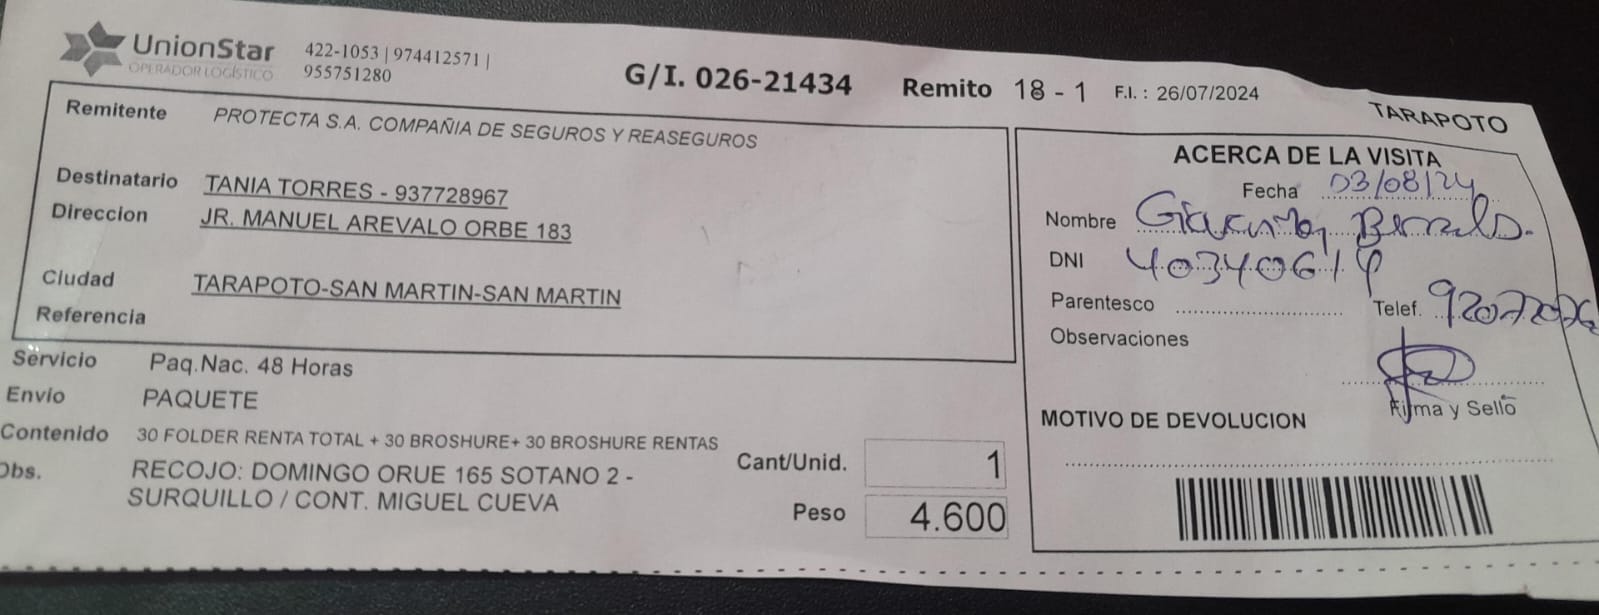 UnionStar
OPERADOR LOGÍSTICO
422-1053 | 974412571 |
955751280
G/I. 026-21434
Remito 18 - 1 F.I. : 26/07/2024
TARAPOTO
Remitente PROTECTA S.A. COMPAÑIA DE SEGUROS Y REASEGUROS
Destinatario TANIA TORRES - 937728967
Direccion JR. MANUEL AREVALO ORBE 183
Ciudad TARAPOTO-SAN MARTIN-SAN MARTIN
Referencia
Servicio Paq.Nac. 48 Horas
Envio PAQUETE
Contenido 30 FOLDER RENTA TOTAL + 30 BROSHURE+ 30 BROSHURE RENTAS
Obs. RECOJO: DOMINGO ORUE 165 SOTANO 2 -
SURQUILLO / CONT. MIGUEL CUEVA
Cant/Unid. 1
Peso 4.600
ACERCA DE LA VISITA
Fecha 03/08/24
Nombre
DNI 40340614
Parentesco
Telef.
Observaciones
Firma y Sello
MOTIVO DE DEVOLUCION